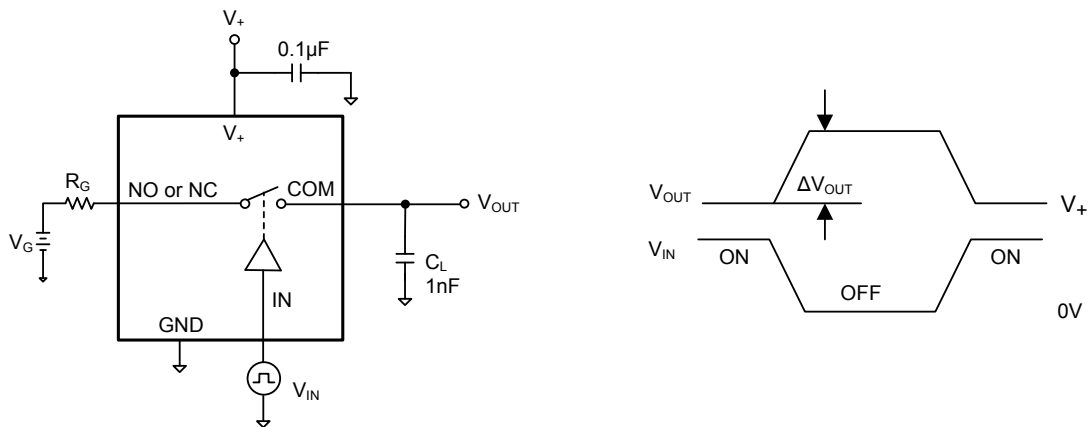 V+
0.1µF
V+
RG
NO or NC
COM
VOUT
VG
CL
1nF
IN
GND
VIN
ΔVOUT
VOUT
V+
VIN
ON
ON
OFF
0V